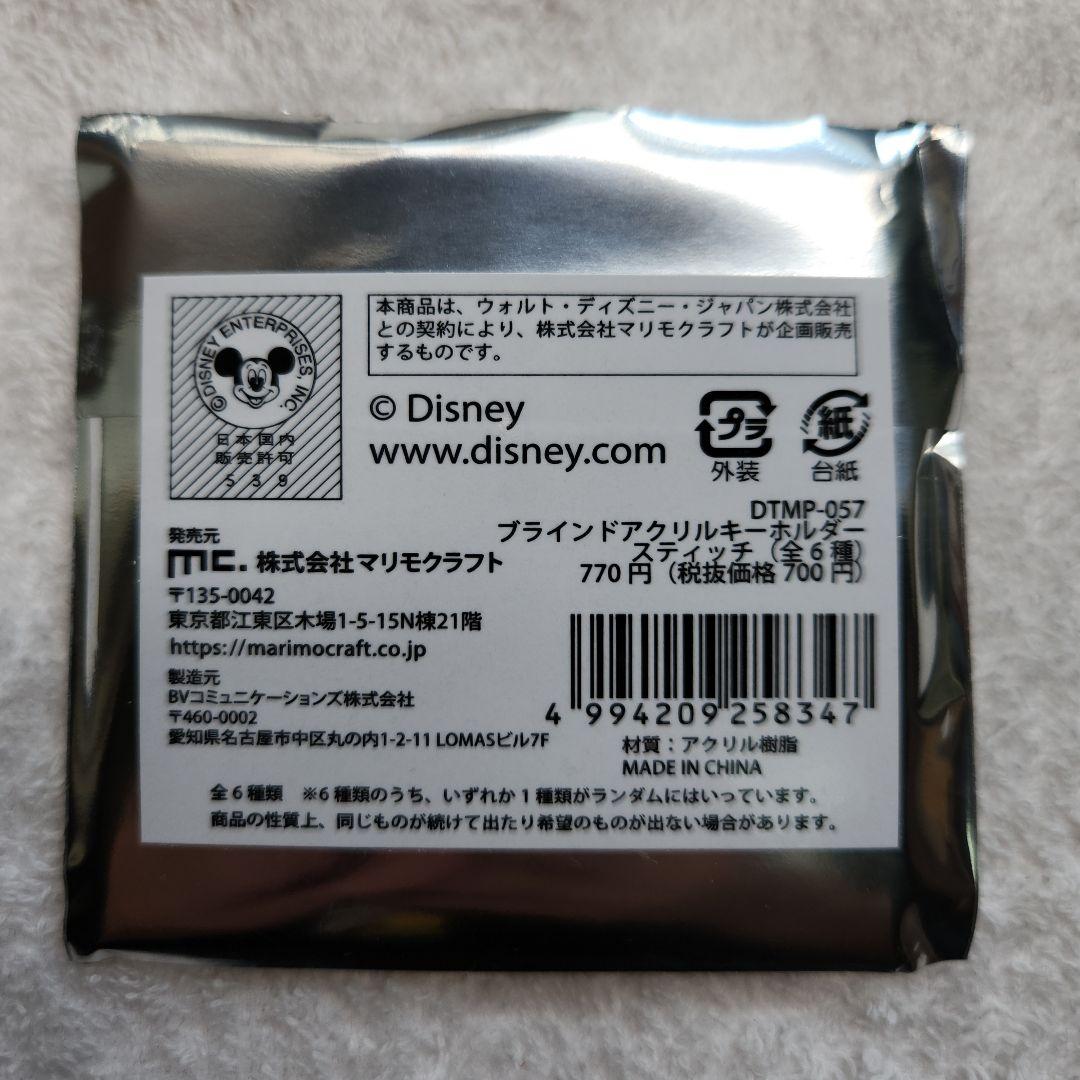 ©DISNEY ENTERPRISES, INC.
日本国内
販売許可
539
本商品は、ウォルト・ディズニー・ジャパン株式会社
との契約により、株式会社マリモクラフトが企画販売
するものです。
© Disney
www.disney.com
プラ
外装
紙
台紙
DTMP-057
ブラインドアクリルキーホルダー
スティッチ（全6種）
770円（税抜価格 700円）
発売元
mc. 株式会社マリモクラフト
〒135-0042
東京都江東区木場1-5-15N棟21階
https://marimocraft.co.jp
製造元
BVコミュニケーションズ株式会社
〒460-0002
愛知県名古屋市中区丸の内1-2-11 LOMASビル7F
4 994209 258347
材質：アクリル樹脂
MADE IN CHINA
全6種類　※6種類のうち、いずれか1種類がランダムにはいっています。
商品の性質上、同じものが続けて出たり希望のものが出ない場合があります。